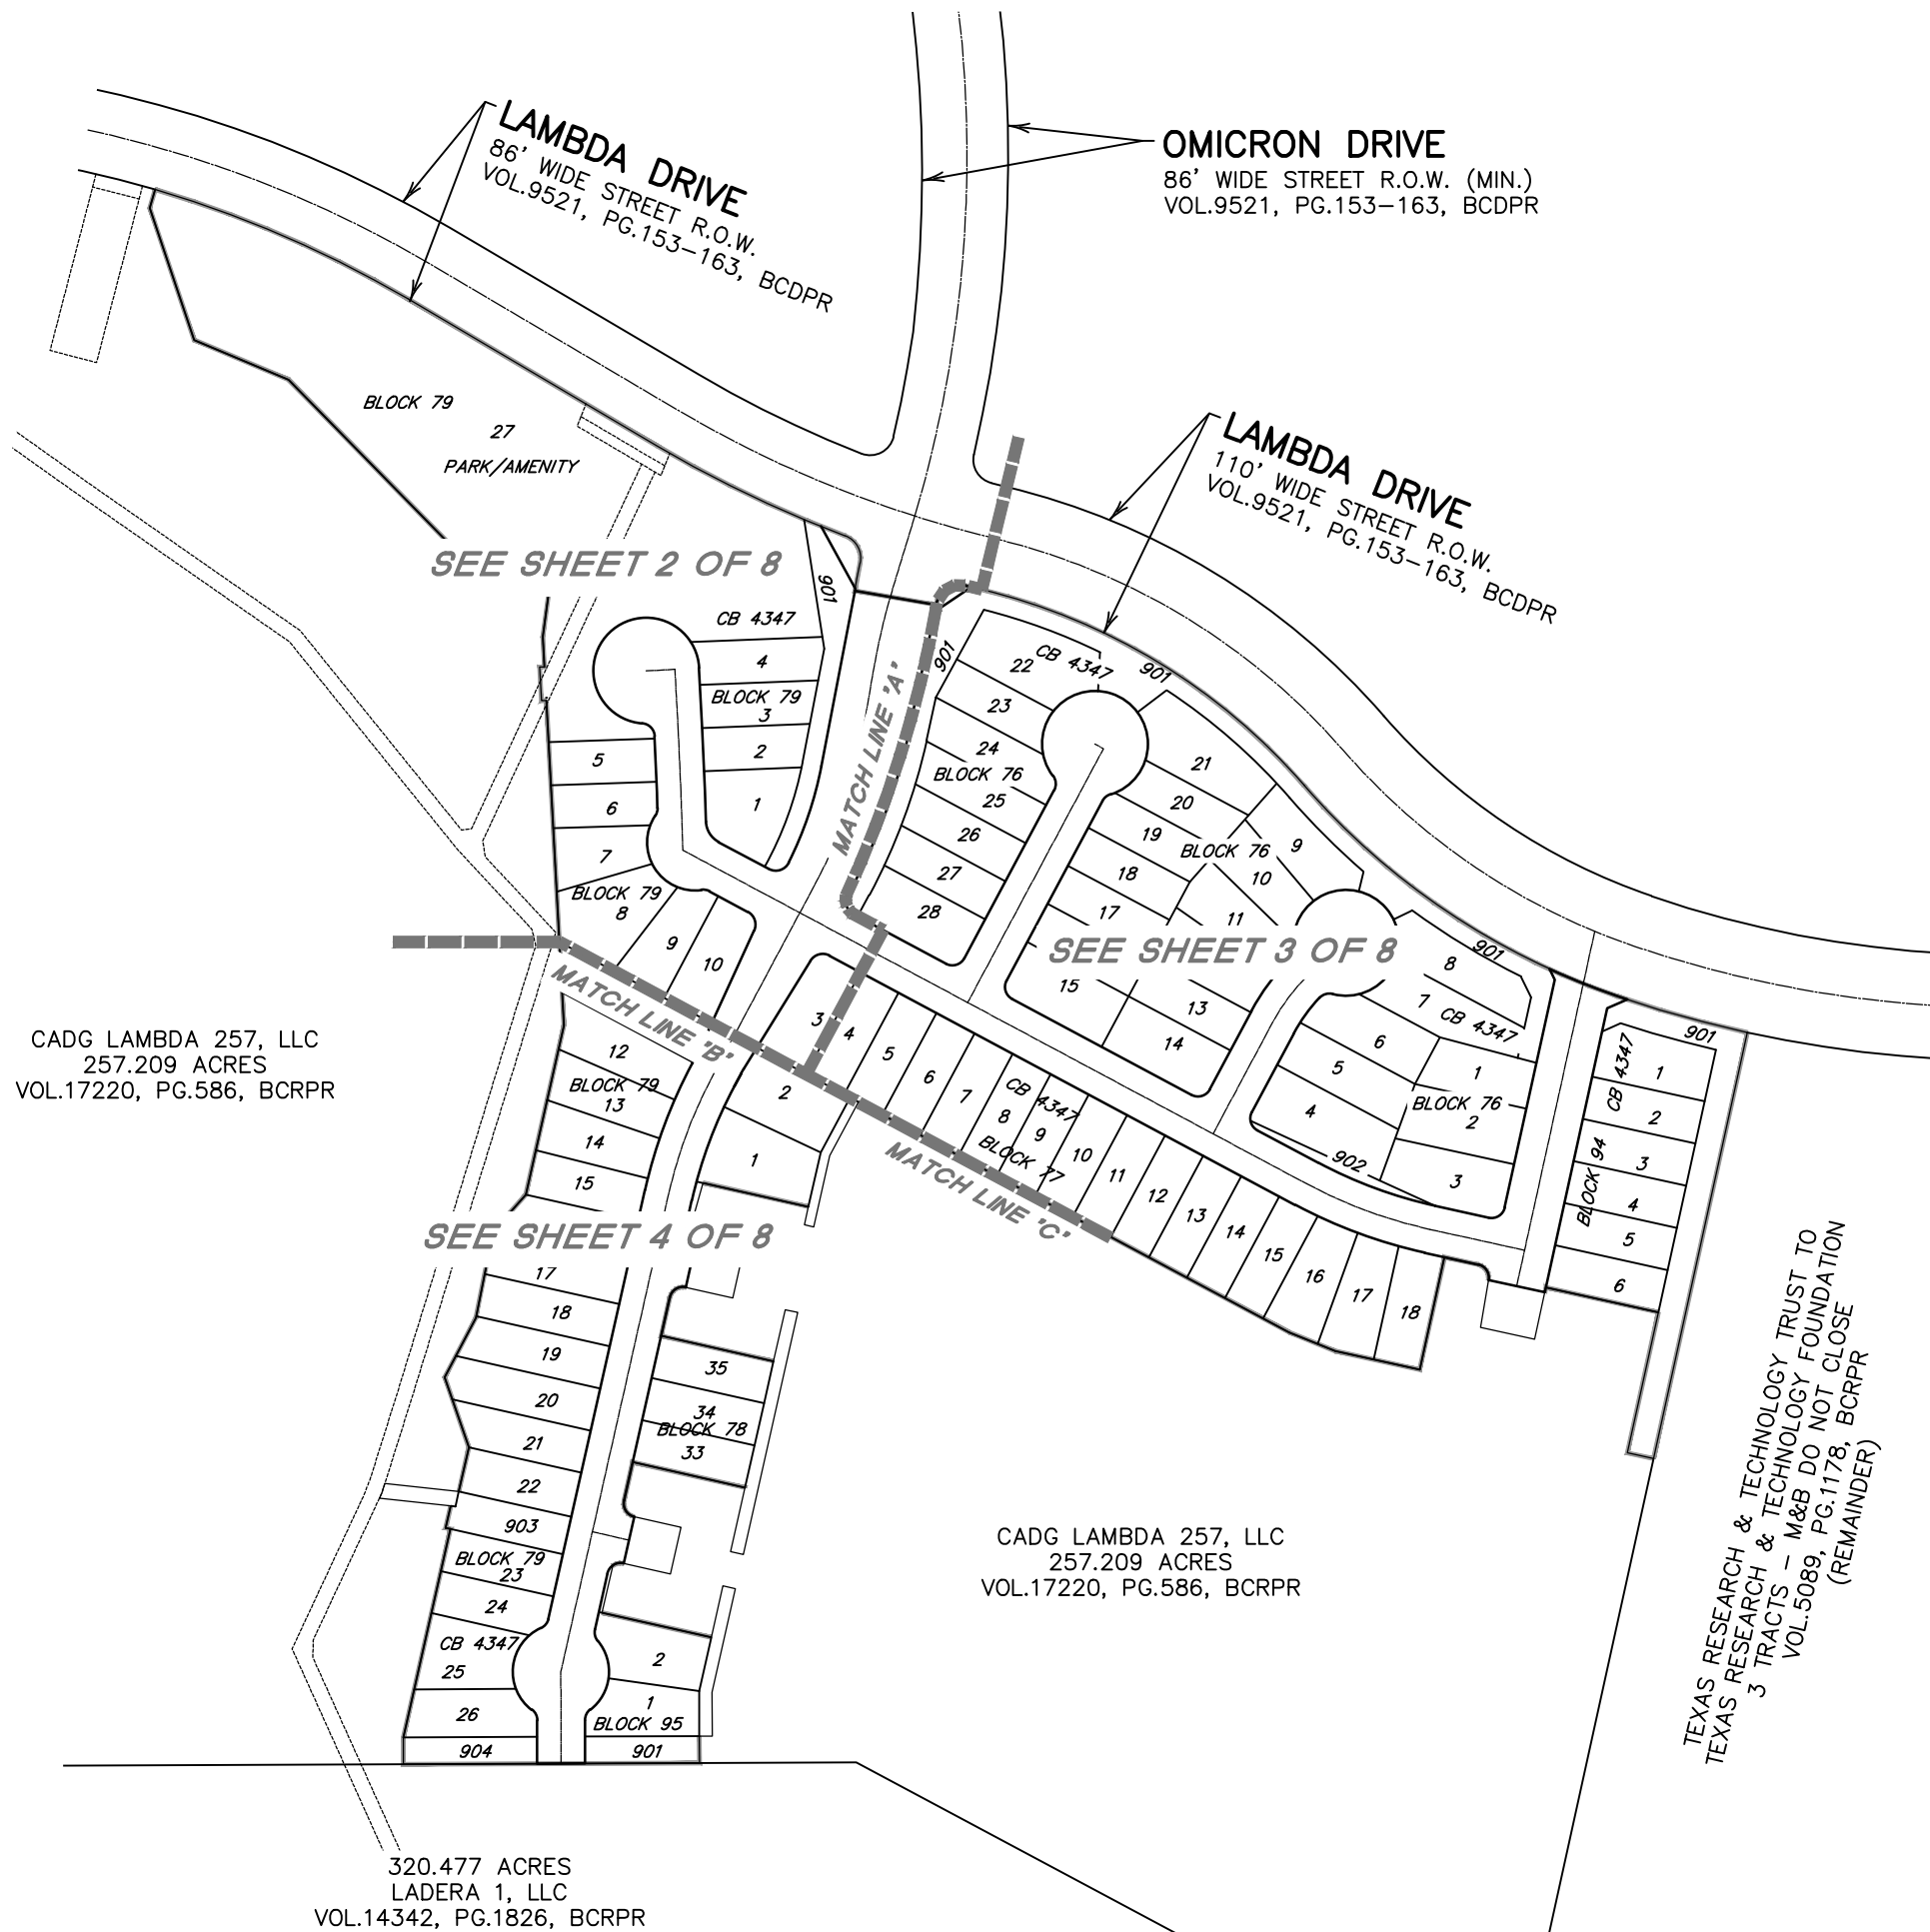 LAMBDA DRIVE
86' WIDE STREET R.O.W.
VOL.9521, PG.153-163, BCDPR
OMICRON DRIVE
86' WIDE STREET R.O.W. (MIN.)
VOL.9521, PG.153-163, BCDPR
LAMBDA DRIVE
110' WIDE STREET R.O.W.
VOL.9521, PG.153-163, BCDPR
BLOCK 79
27
PARK/AMENITY
SEE SHEET 2 OF 8
901
CB 4347
4
BLOCK 79
3
2
1
5
6
7
BLOCK 79
8
9
10
MATCH LINE 'A'
901
22
CB 4347
901
23
24
BLOCK 76
25
26
27
28
21
20
19
BLOCK 76
18
17
9
10
11
SEE SHEET 3 OF 8
15
13
14
8
901
7
CB 4347
6
5
4
1
BLOCK 76
2
3
902
901
CB 4347
1
2
3
BLOCK 94
4
5
6
MATCH LINE 'B'
3
4
5
6
7
CB 4347
8
9
BLOCK 77
10
11
12
13
14
15
16
17
18
MATCH LINE 'C'
2
1
CADG LAMBDA 257, LLC
257.209 ACRES
VOL.17220, PG.586, BCRPR
12
BLOCK 79
13
14
15
SEE SHEET 4 OF 8
17
18
19
20
21
22
903
BLOCK 79
23
24
CB 4347
25
26
904
35
34
BLOCK 78
33
2
1
BLOCK 95
901
CADG LAMBDA 257, LLC
257.209 ACRES
VOL.17220, PG.586, BCRPR
TEXAS RESEARCH & TECHNOLOGY TRUST TO
TEXAS RESEARCH & TECHNOLOGY FOUNDATION
3 TRACTS - M&B DO NOT CLOSE
VOL.5089, PG.1178, BCRPR
(REMAINDER)
320.477 ACRES
LADERA 1, LLC
VOL.14342, PG.1826, BCRPR